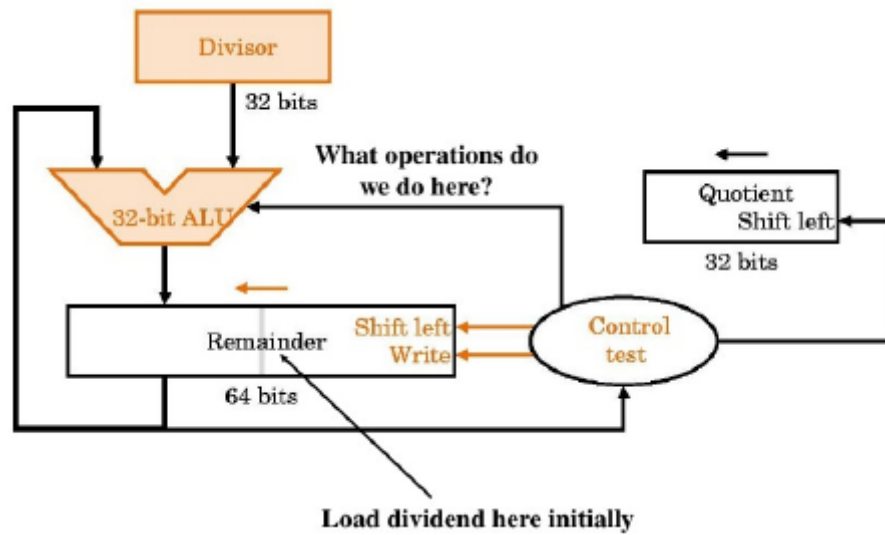 Divisor
32 bits
What operations do
we do here?
32-bit ALU
Quotient
Shift left
32 bits
Remainder
Shift left
Write
64 bits
Control
test
Load dividend here initially